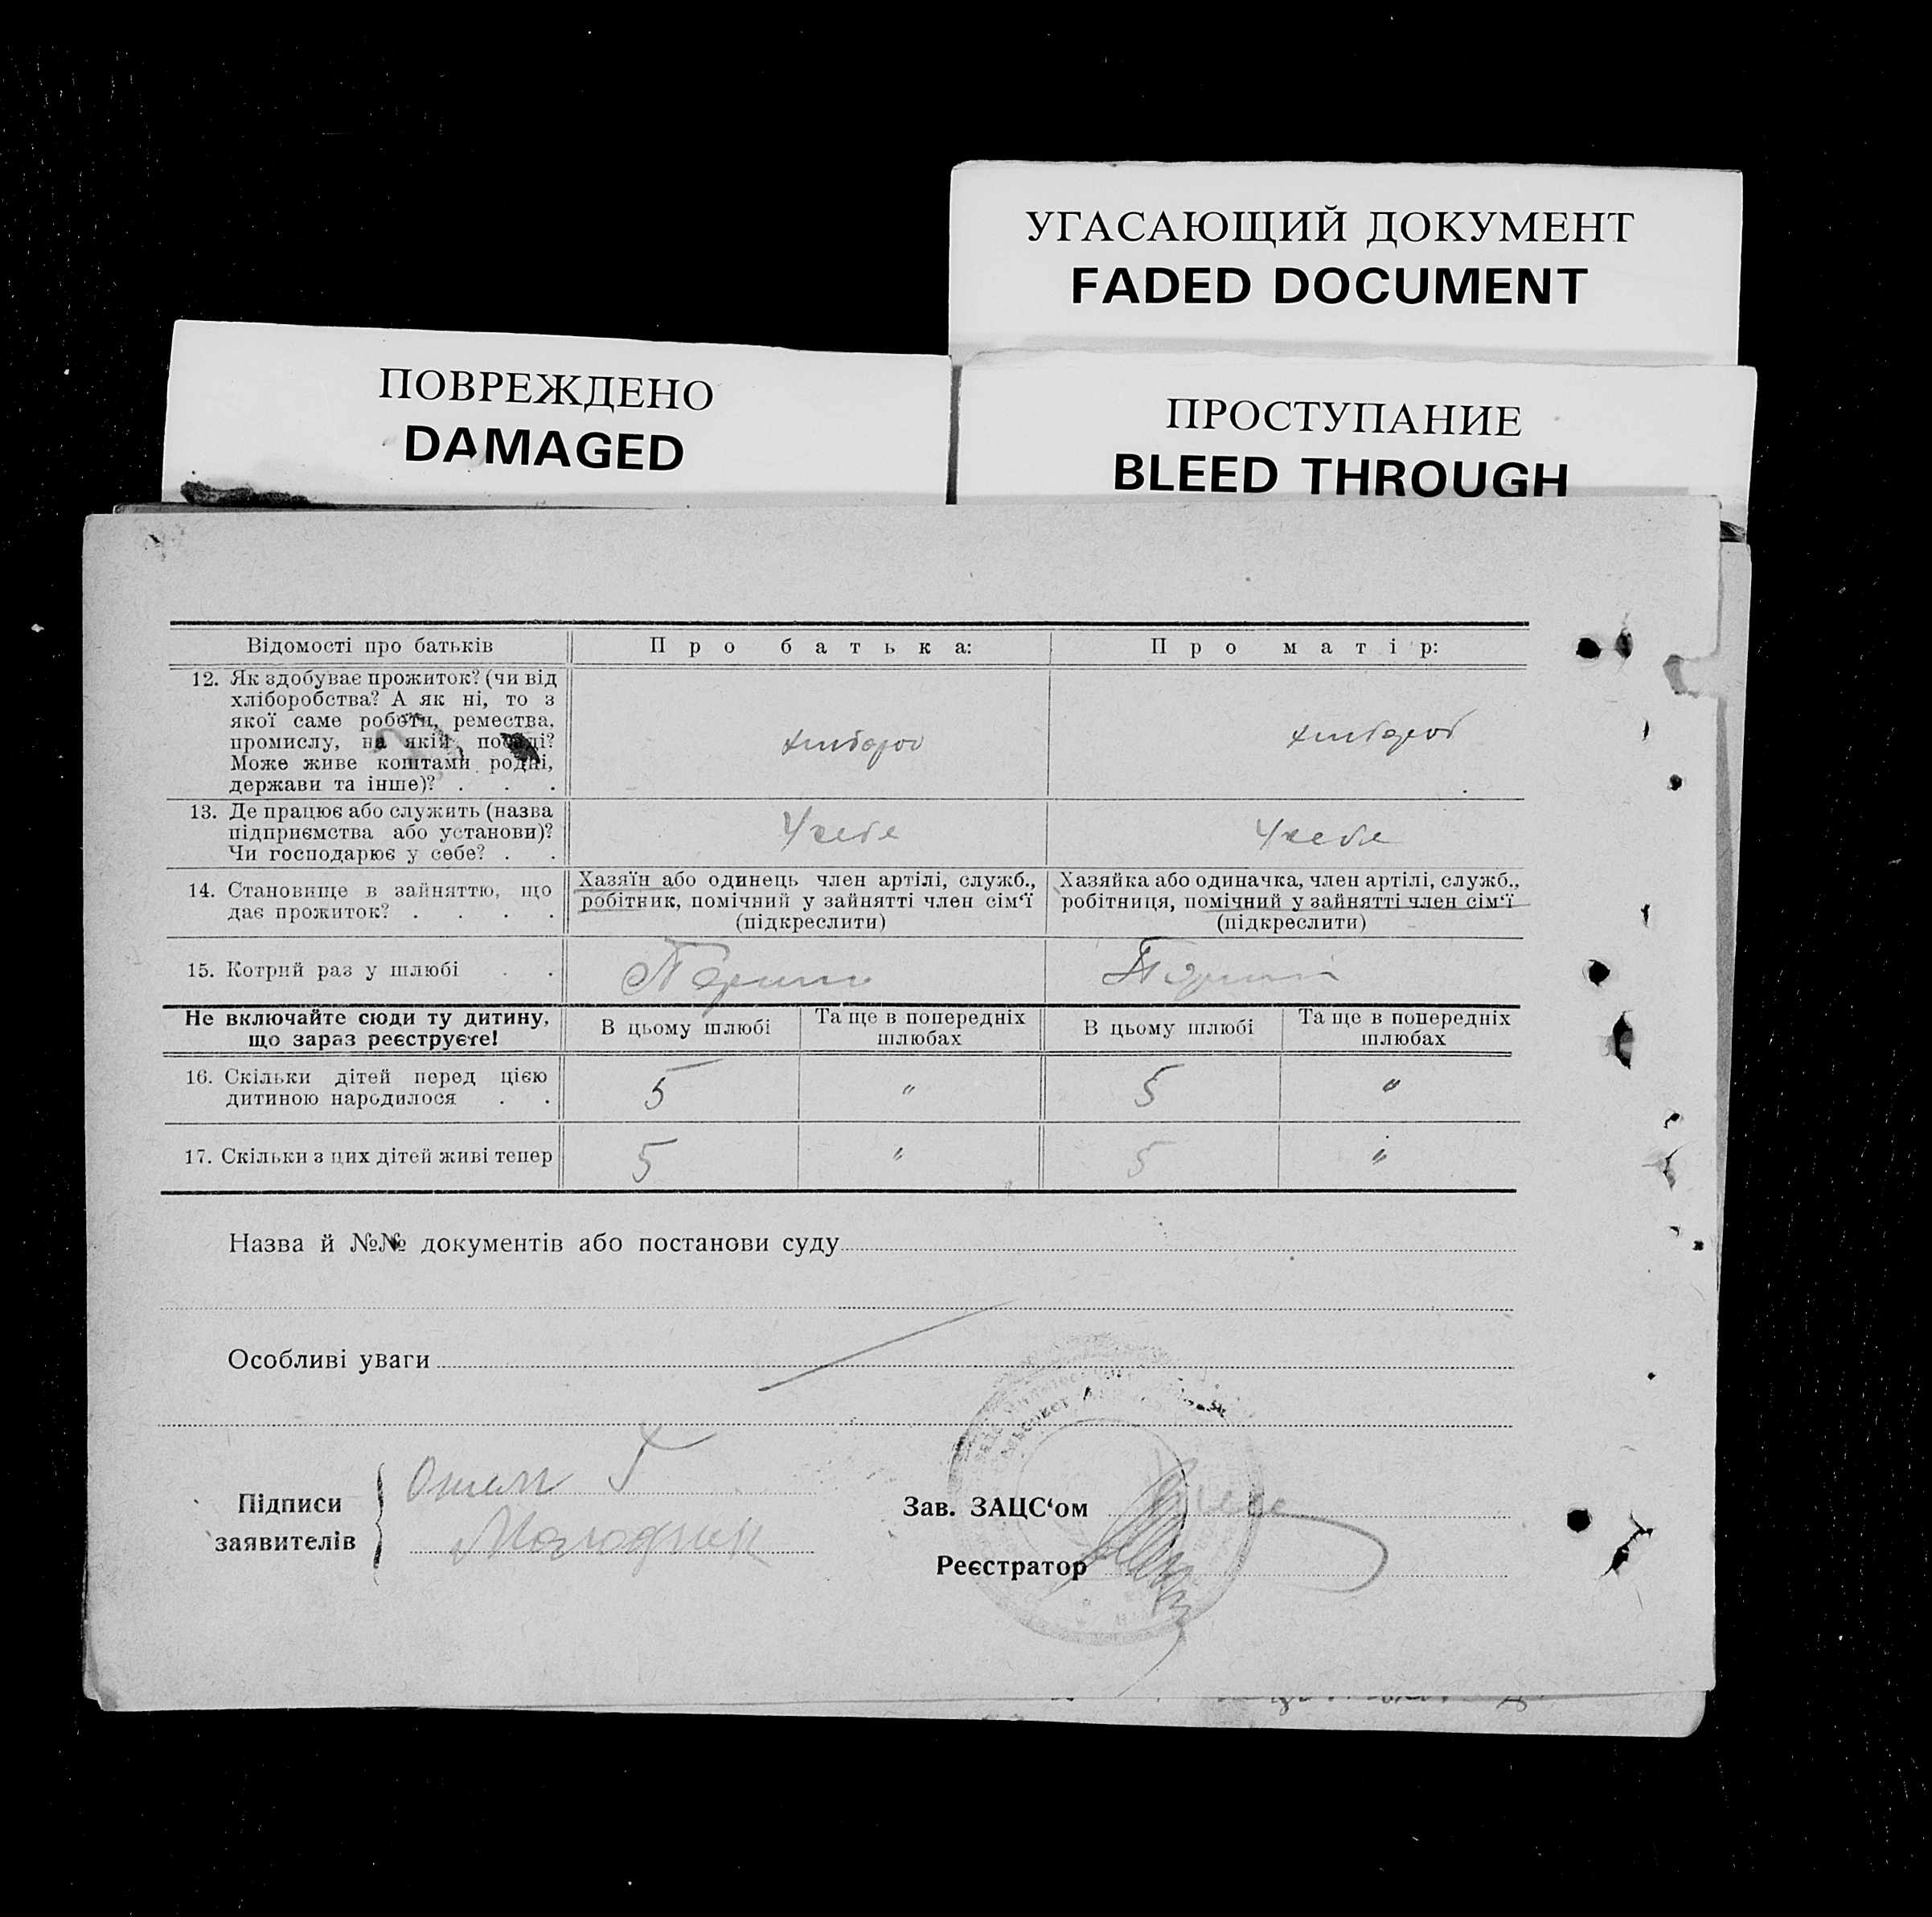 УГАСАЮЩИЙ ДОКУМЕНТ
FADED DOCUMENT
ПОВРЕЖДЕНО
DAMAGED
ПРОСТУПАНИЕ
BLEED THROUGH
Відомості про батьків
Про батька:
Про матір:
12. Як здобуває прожиток? (чи від
хліборобства? А як ні, то з
якої саме роботи, ремества,
промислу, на якій посаді?
Може живе коштами родні,
держави та інше)? . . .
хлібороб
хлібороб
13. Де працює або служить (назва
підприємства або установи)?
Чи господарює у себе? . .
У себе
У себе
14. Становище в зайняттю, що
дає прожиток? . . . .
Хазяїн або одинець член артілі, служб.,
робітник, помічний у зайнятті член сім‘ї
(підкреслити)
Хазяйка або одиначка, член артілі, служб.,
робітниця, помічний у зайнятті член сім‘ї
(підкреслити)
15. Котрий раз у шлюбі . .
Не включайте сюди ту дитину,
що зараз реєструєте!
В цьому шлюбі
Та ще в попередніх
шлюбах
В цьому шлюбі
Та ще в попередніх
шлюбах
16. Скільки дітей перед цією
дитиною народилося . .
5
"
5
"
17. Скільки з цих дітей живі тепер
5
"
5
"
Назва й №№ документів або постанови суду
Особливі уваги
Підписи
заявителів
Молодник
Зав. ЗАЦС‘ом
Реєстратор